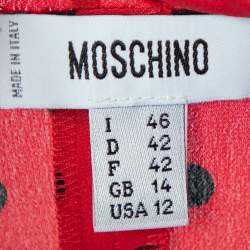 MADE IN ITALY
MOSCHINO
I 46
D 42
F 42
GB 14
USA 12